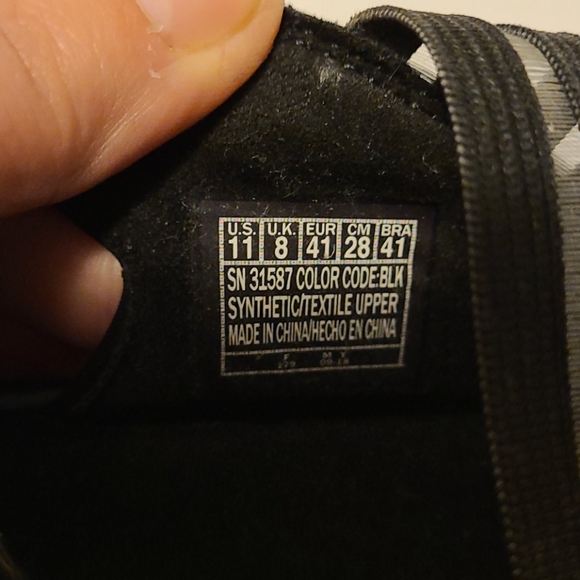 U.S. U.K. EUR CM BRA
11 8 41 28 41
SN 31587 COLOR CODE:BLK
SYNTHETIC/TEXTILE UPPER
MADE IN CHINA/HECHO EN CHINA
F M Y